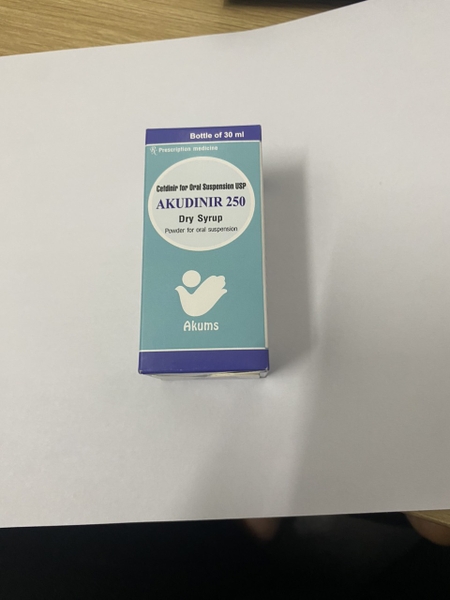 Bottle of 30 ml
Rx Prescription medicine
Cefdinir for Oral Suspension USP
AKUDINIR 250
Dry Syrup
Powder for oral suspension
Akums